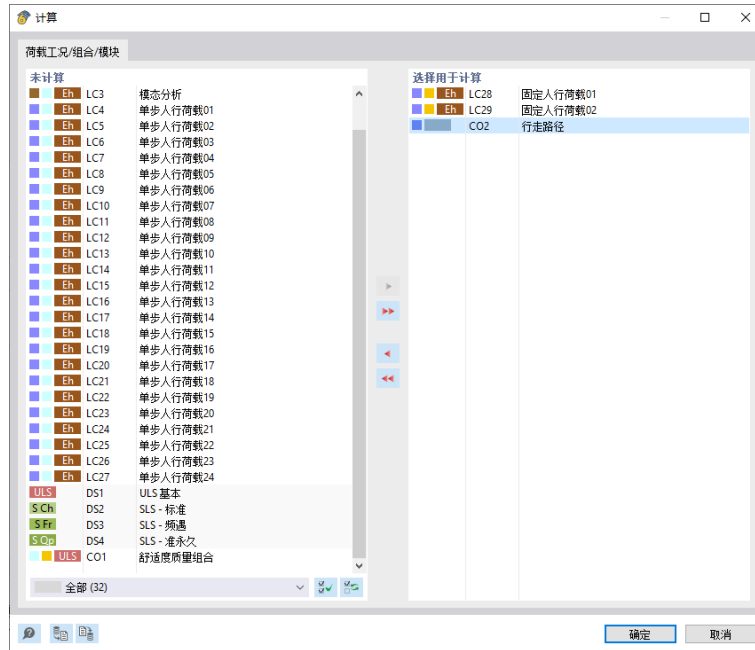 计算
荷载工况/组合/模块
未计算
Eh LC3 模态分析
Eh LC4 单步人行荷载01
Eh LC5 单步人行荷载02
Eh LC6 单步人行荷载03
Eh LC7 单步人行荷载04
Eh LC8 单步人行荷载05
Eh LC9 单步人行荷载06
Eh LC10 单步人行荷载07
Eh LC11 单步人行荷载08
Eh LC12 单步人行荷载09
Eh LC13 单步人行荷载10
Eh LC14 单步人行荷载11
Eh LC15 单步人行荷载12
Eh LC16 单步人行荷载13
Eh LC17 单步人行荷载14
Eh LC18 单步人行荷载15
Eh LC19 单步人行荷载16
Eh LC20 单步人行荷载17
Eh LC21 单步人行荷载18
Eh LC22 单步人行荷载19
Eh LC23 单步人行荷载20
Eh LC24 单步人行荷载21
Eh LC25 单步人行荷载22
Eh LC26 单步人行荷载23
Eh LC27 单步人行荷载24
ULS DS1 ULS 基本
S Ch DS2 SLS - 标准
S Fr DS3 SLS - 频遇
S Qp DS4 SLS - 准永久
ULS CO1 舒适度质量组合
全部 (32)
选择用于计算
Eh LC28 固定人行荷载01
Eh LC29 固定人行荷载02
CO2 行走路径
确定
取消